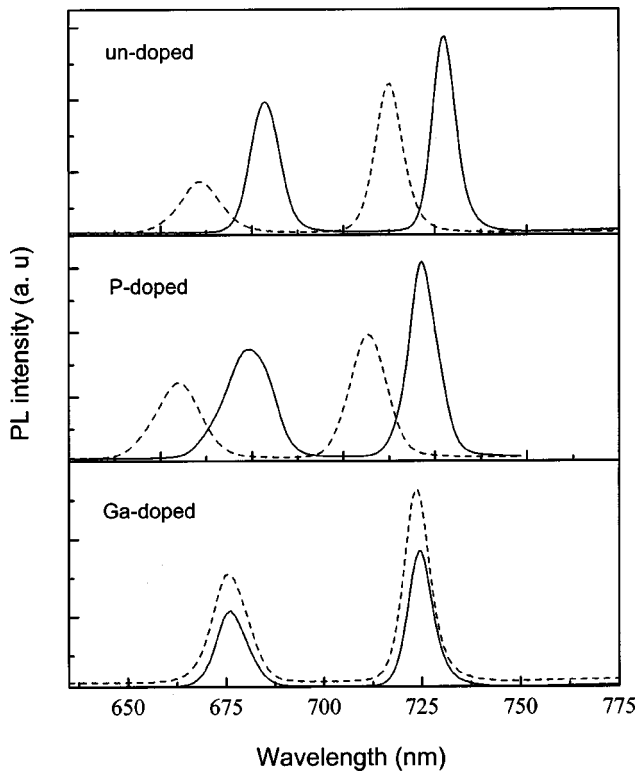 un-doped
P-doped
Ga-doped
PL intensity (a. u)
650 675 700 725 750 775
Wavelength (nm)